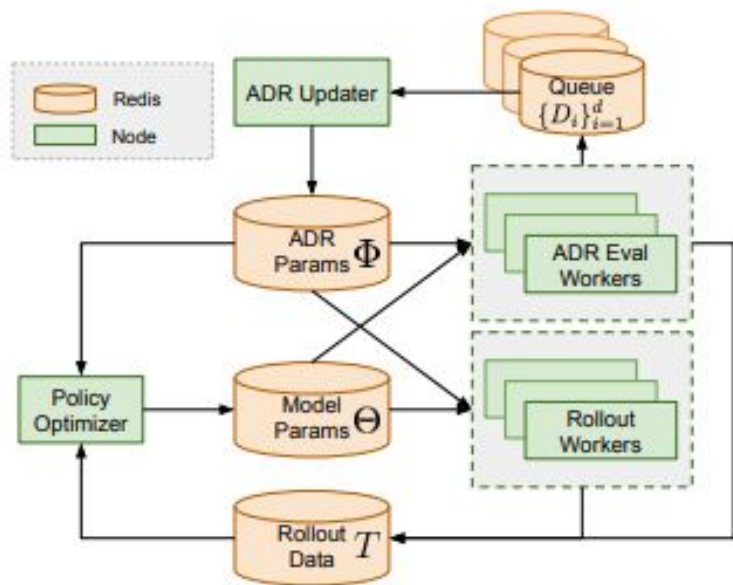 Redis
Node
ADR Updater
Queue
{D_i}_{i=1}^d
ADR
Params Φ
ADR Eval
Workers
Policy
Optimizer
Model
Params Θ
Rollout
Workers
Rollout
Data T